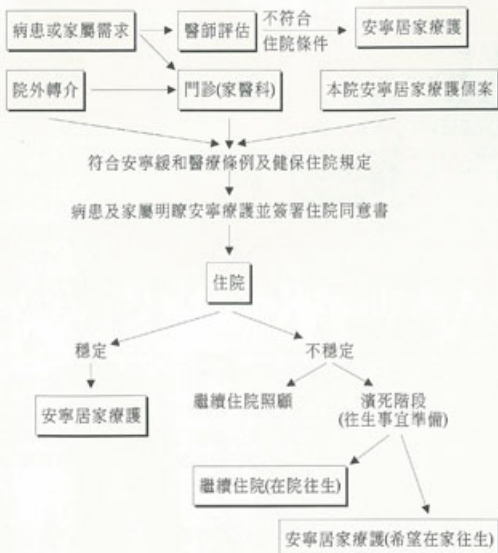 病患或家屬需求
醫師評估
不符合
住院條件
安寧居家療護
院外轉介
門診(家醫科)
本院安寧居家療護個案
符合安寧緩和醫療條例及健保住院規定
病患及家屬明瞭安寧療護並簽署住院同意書
住院
穩定
不穩定
安寧居家療護
繼續住院照顧
瀕死階段
(往生事宜準備)
繼續住院(在院往生)
安寧居家療護(希望在家往生)